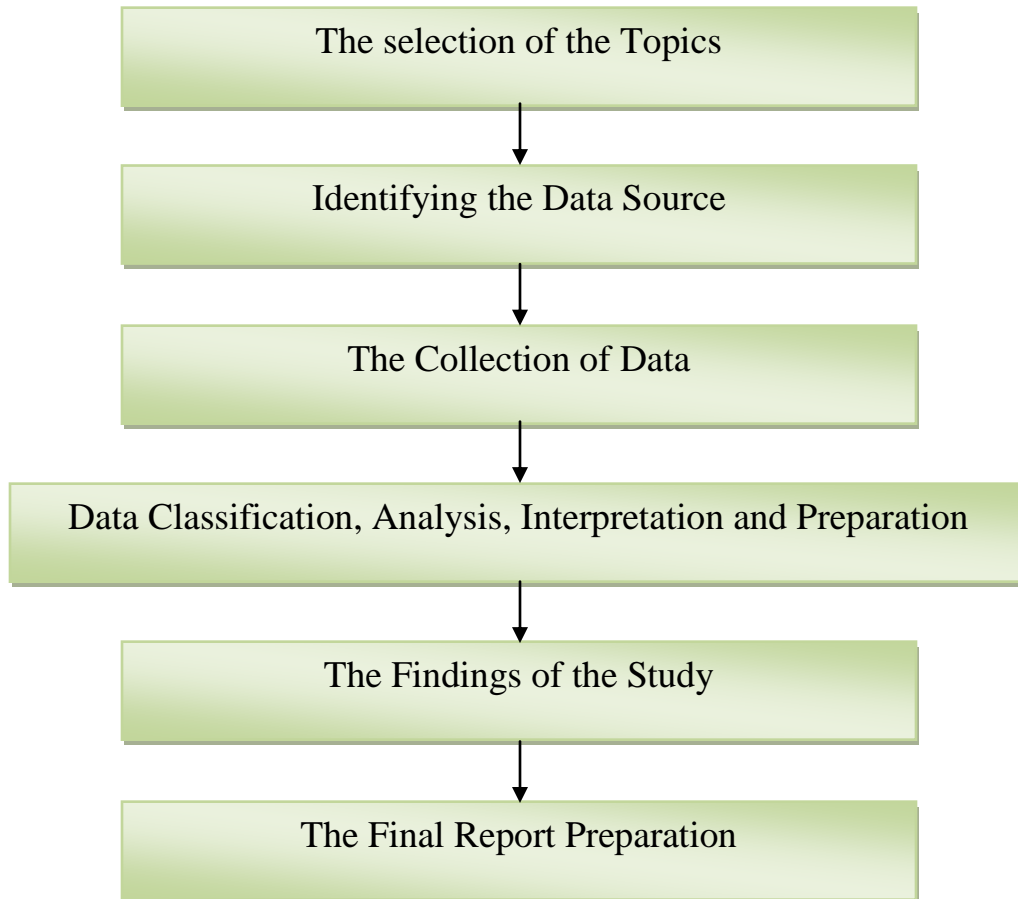 The selection of the Topics
Identifying the Data Source
The Collection of Data
Data Classification, Analysis, Interpretation and Preparation
The Findings of the Study
The Final Report Preparation